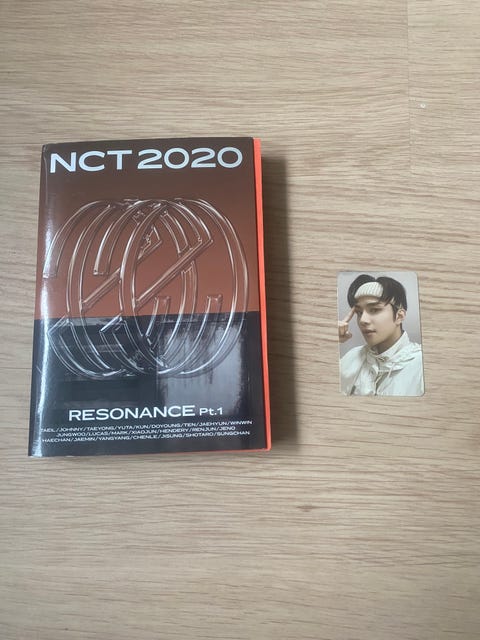 NCT 2020
RESONANCE Pt.1
TAEIL/JOHNNY/TAEYONG/YUTA/KUN/DOYOUNG/TEN/JAEHYUN/WINWIN
JUNGWOO/LUCAS/MARK/XIAOJUN/HENDERY/RENJUN/JENO
HAECHAN/JAEMIN/YANGYANG/CHENLE/JISUNG/SHOTARO/SUNGCHAN